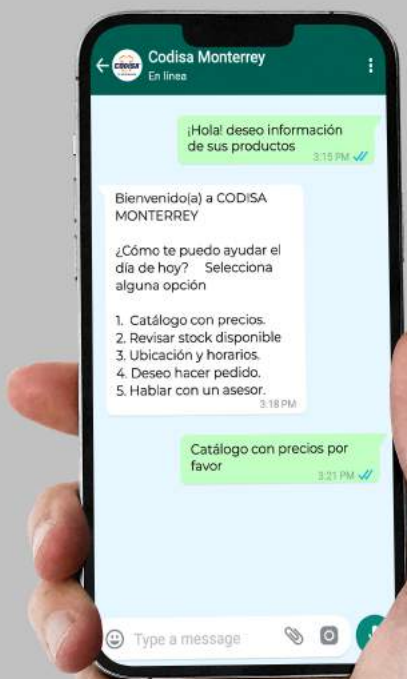 Codisa Monterrey
En línea
CODISA
¡Hola! deseo información
de sus productos
3:15 PM
Bienvenido(a) a CODISA
MONTERREY
¿Cómo te puedo ayudar el
día de hoy? Selecciona
alguna opción
1. Catálogo con precios.
2. Revisar stock disponible
3. Ubicación y horarios.
4. Deseo hacer pedido.
5. Hablar con un asesor.
3:18 PM
Catálogo con precios por
favor
3:21 PM
Type a message